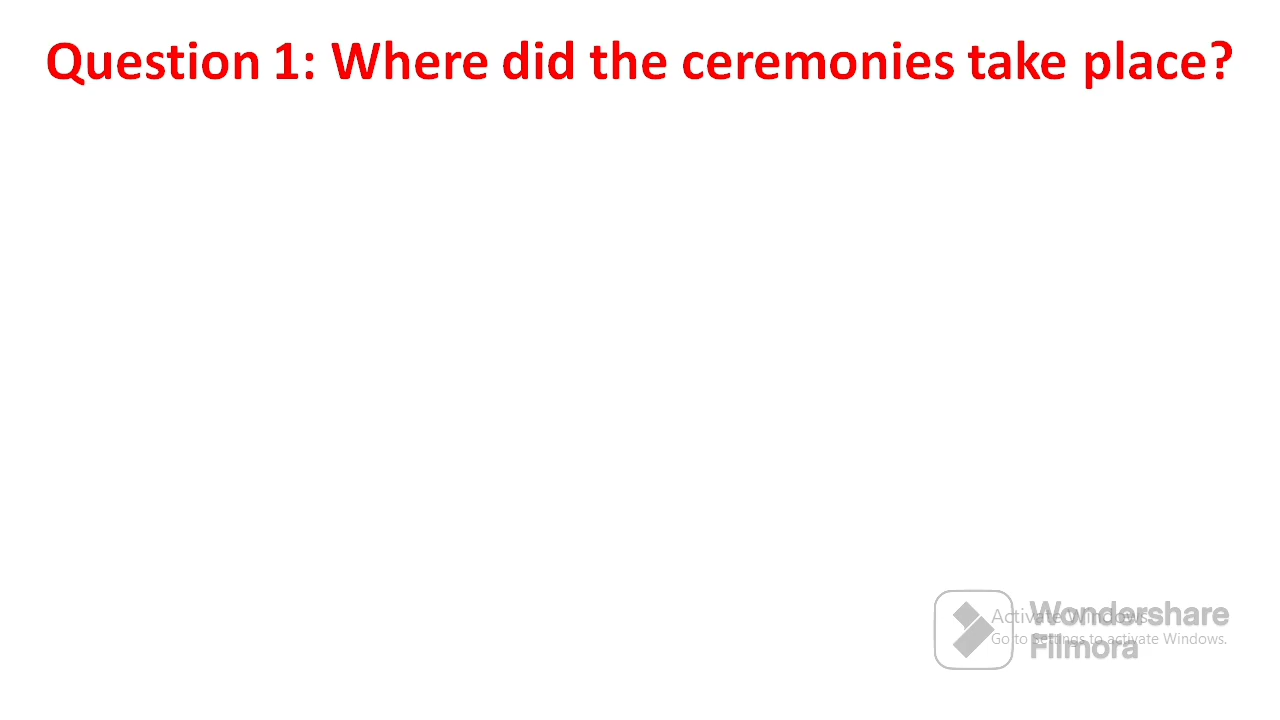 Question 1: Where did the ceremonies take place?
Activate Windows
Go to Settings to activate Windows.
Wondershare
Filmora